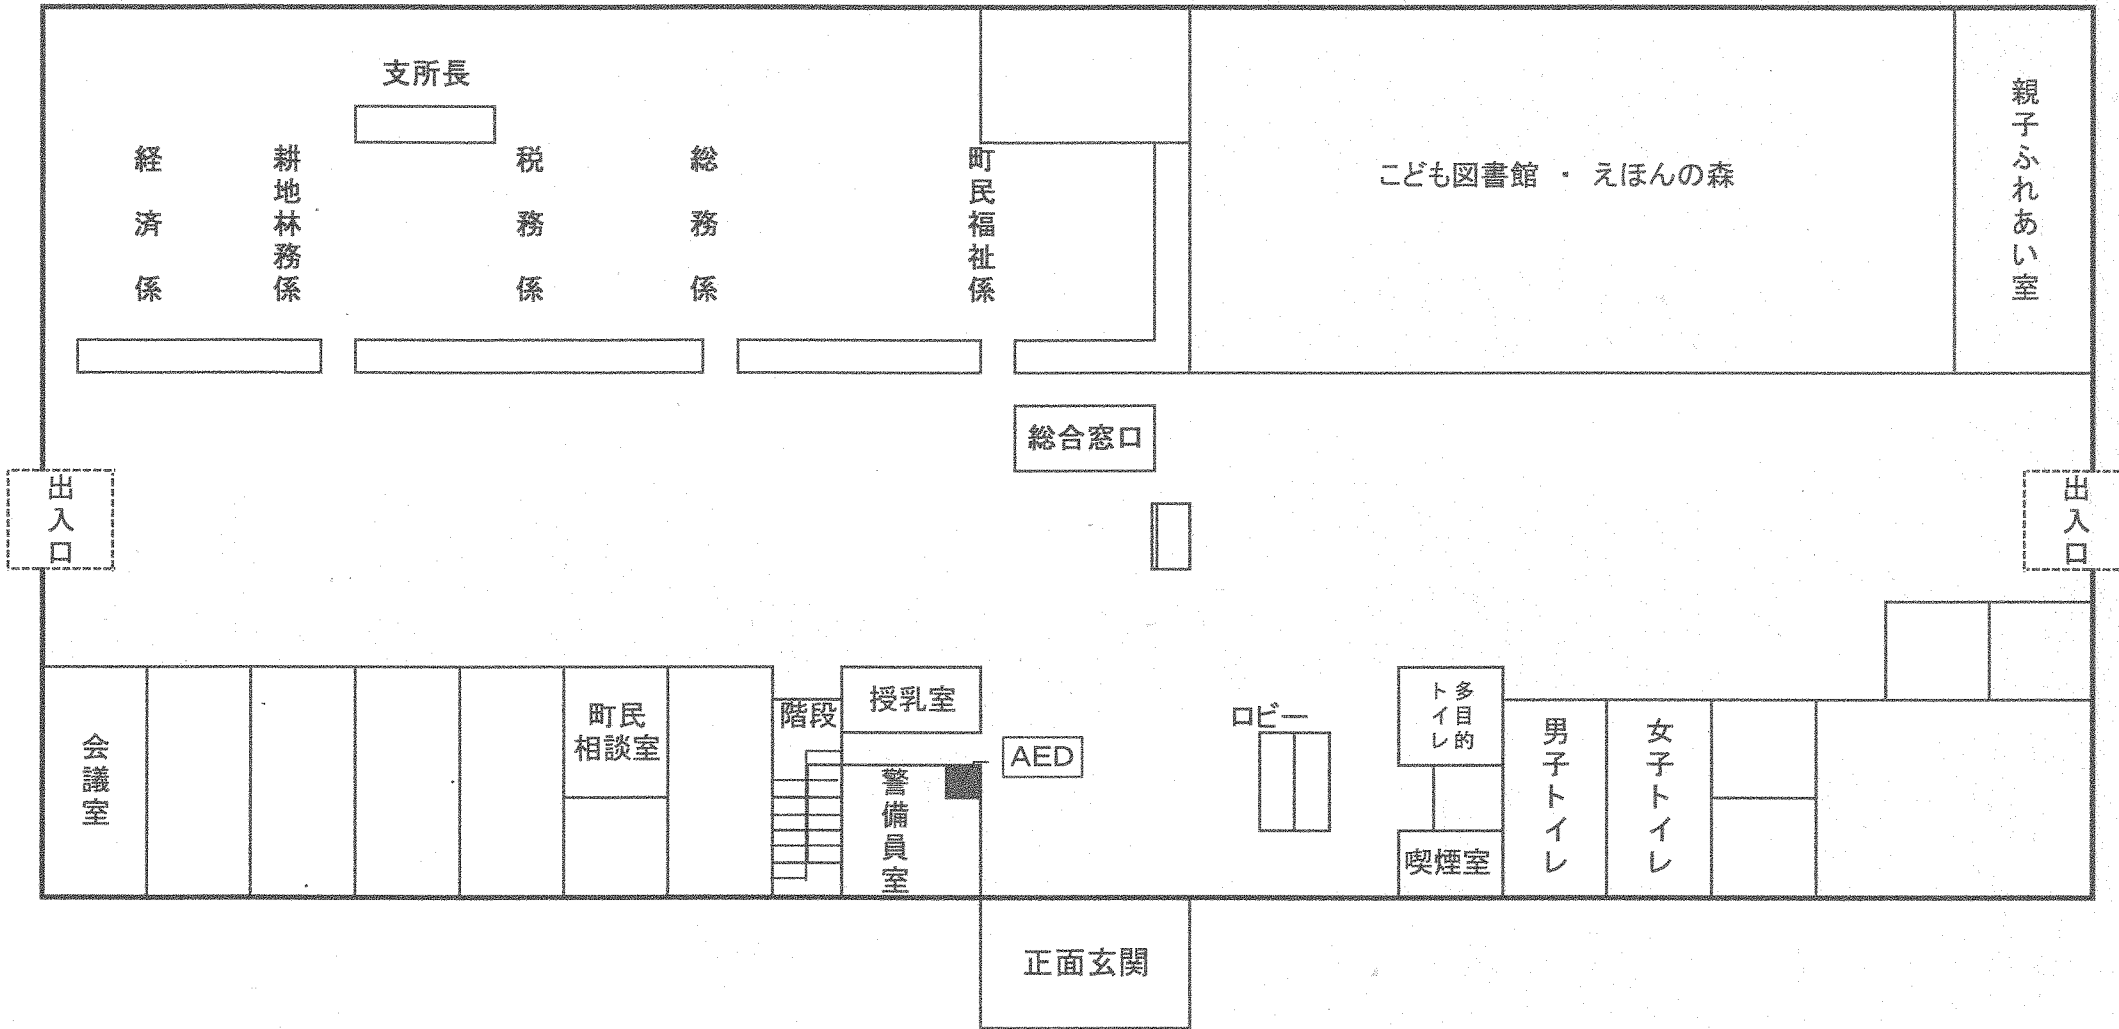 支所長
経済係
耕地林務係
税務係
総務係
町民福祉係
こども図書館 ・ えほんの森
親子ふれあい室
総合窓口
出入口
出入口
会議室
町民
相談室
階段
授乳室
警備員室
AED
ロビー
多目的
トイレ
喫煙室
男子トイレ
女子トイレ
正面玄関